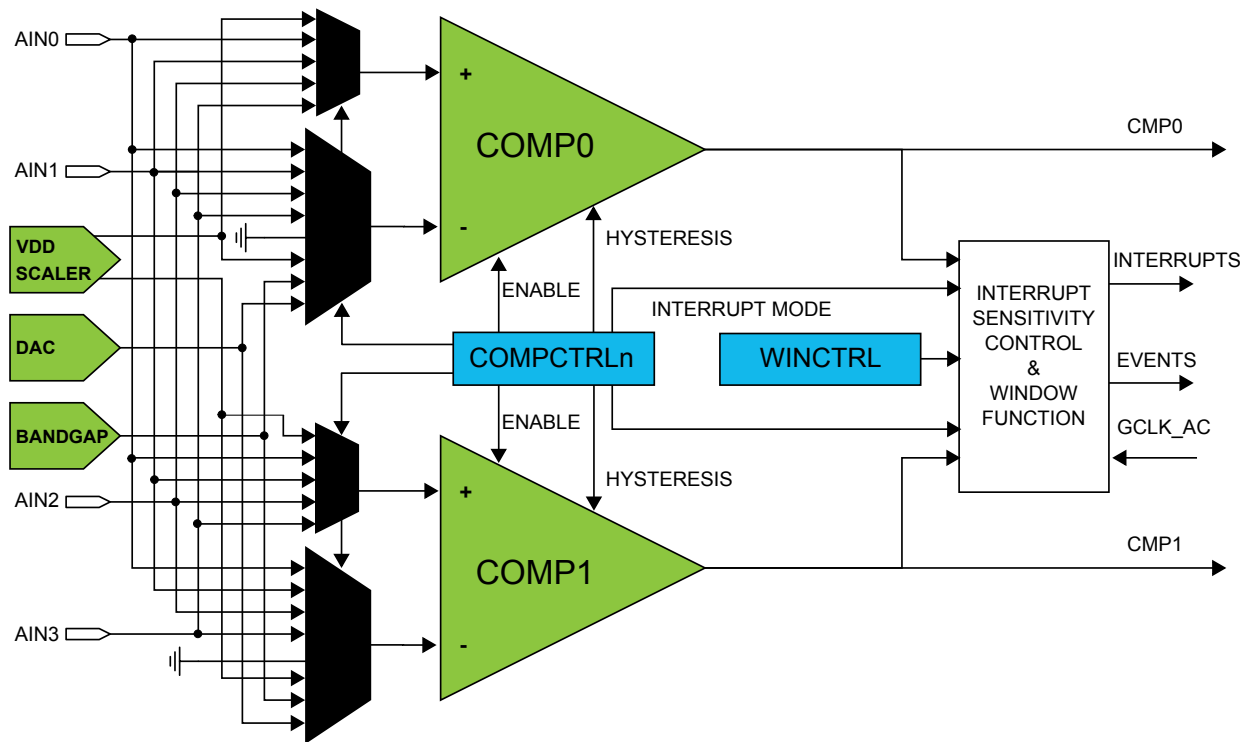 AIN0
+
COMP0
CMP0
AIN1
-
HYSTERESIS
VDD
SCALER
ENABLE
INTERRUPT MODE
INTERRUPTS
INTERRUPT
SENSITIVITY
CONTROL
&
WINDOW
FUNCTION
DAC
COMPCTRLn
WINCTRL
EVENTS
BANDGAP
ENABLE
GCLK_AC
HYSTERESIS
AIN2
+
COMP1
CMP1
AIN3
-